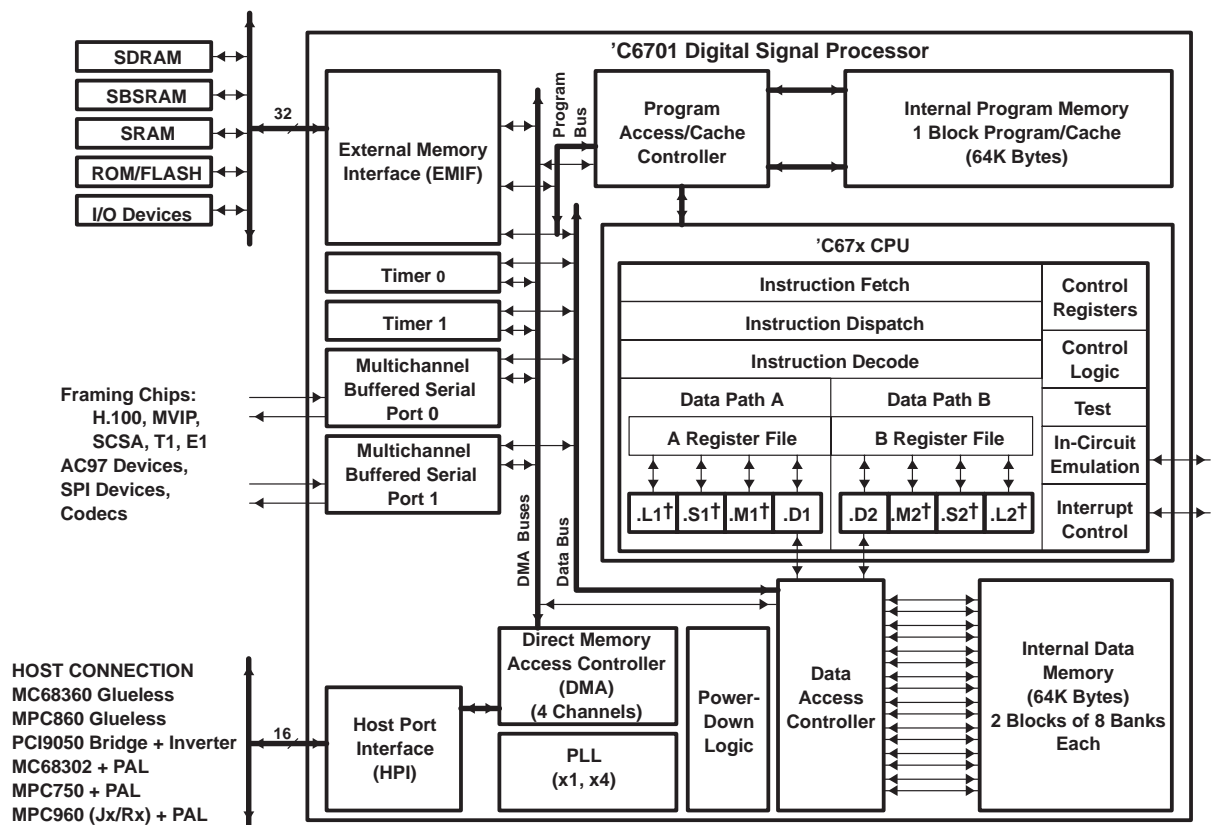 'C6701 Digital Signal Processor
SDRAM
SBSRAM
SRAM
ROM/FLASH
I/O Devices
32
External Memory
Interface (EMIF)
Program
Bus
Program
Access/Cache
Controller
Internal Program Memory
1 Block Program/Cache
(64K Bytes)
'C67x CPU
Instruction Fetch
Instruction Dispatch
Instruction Decode
Control
Registers
Control
Logic
Test
In-Circuit
Emulation
Interrupt
Control
Data Path A
A Register File
.L1† .S1† .M1† .D1
Data Path B
B Register File
.D2 .M2† .S2† .L2†
Timer 0
Timer 1
Multichannel
Buffered Serial
Port 0
Multichannel
Buffered Serial
Port 1
Framing Chips:
H.100, MVIP,
SCSA, T1, E1
AC97 Devices,
SPI Devices,
Codecs
DMA Buses
Data Bus
Direct Memory
Access Controller
(DMA)
(4 Channels)
PLL
(x1, x4)
Power-
Down
Logic
Data
Access
Controller
Internal Data
Memory
(64K Bytes)
2 Blocks of 8 Banks
Each
HOST CONNECTION
MC68360 Glueless
MPC860 Glueless
PCI9050 Bridge + Inverter
MC68302 + PAL
MPC750 + PAL
MPC960 (Jx/Rx) + PAL
16
Host Port
Interface
(HPI)